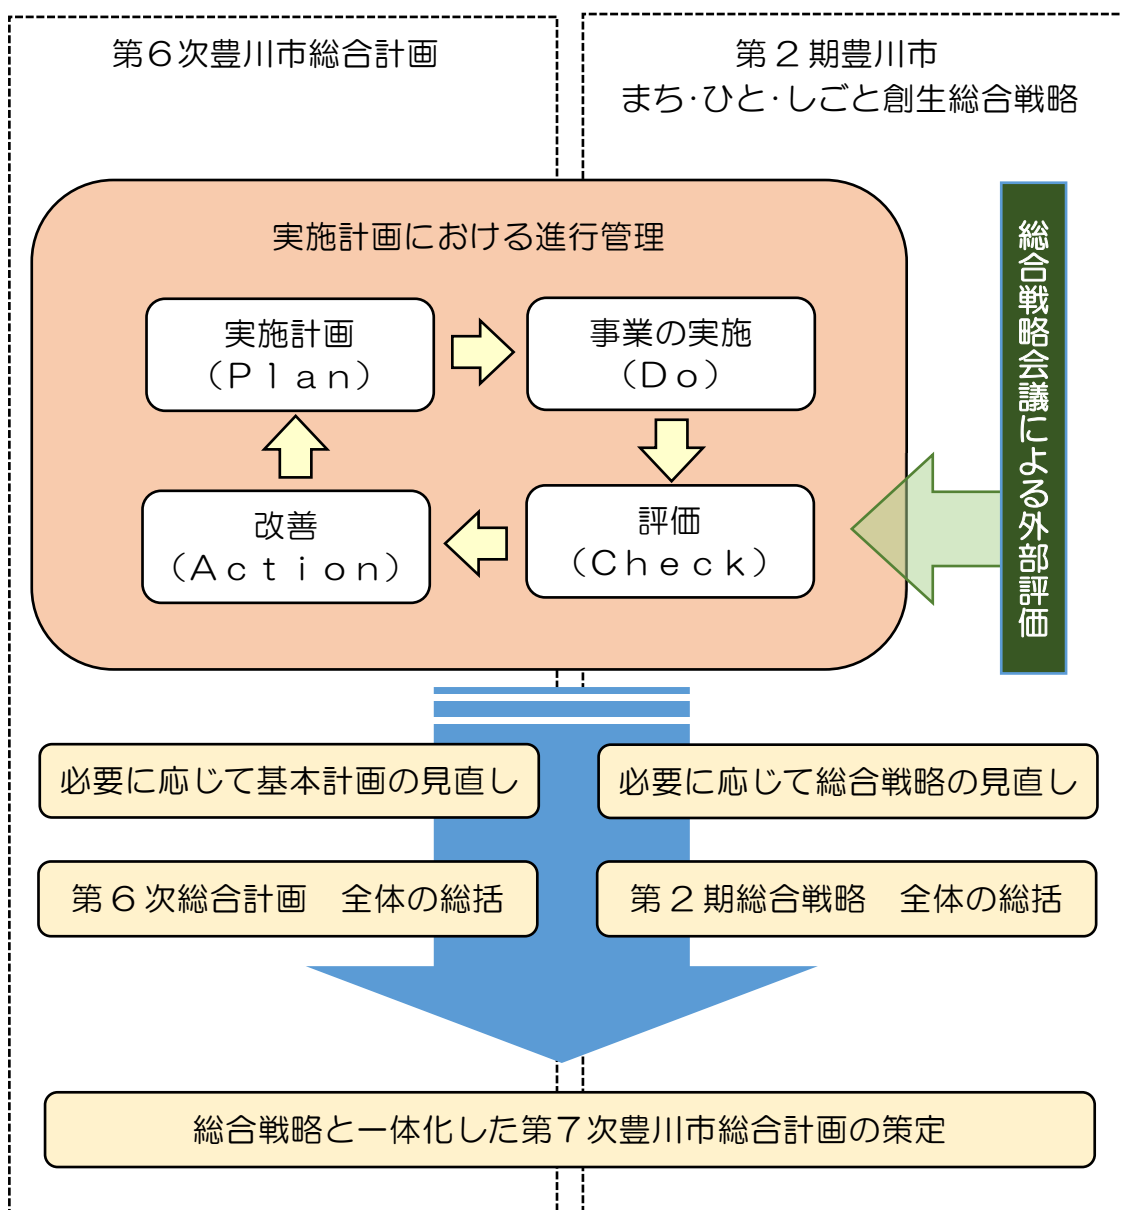 第６次豊川市総合計画
第２期豊川市
まち･ひと･しごと創生総合戦略
実施計画における進行管理
実施計画
（Ｐｌａｎ）
事業の実施
（Ｄｏ）
改善
（Ａｃｔｉｏｎ）
評価
（Ｃｈｅｃｋ）
総合戦略会議による外部評価
必要に応じて基本計画の見直し
必要に応じて総合戦略の見直し
第６次総合計画　全体の総括
第２期総合戦略　全体の総括
総合戦略と一体化した第７次豊川市総合計画の策定